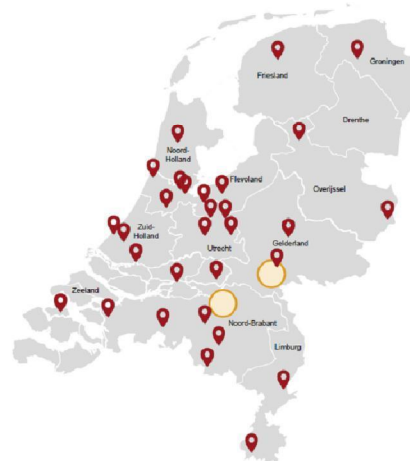 Groningen
Friesland
Drenthe
Noord-
Holland
Flevoland
Overijssel
Zuid-
Holland
Gelderland
Utrecht
Zeeland
Noord-Brabant
Limburg